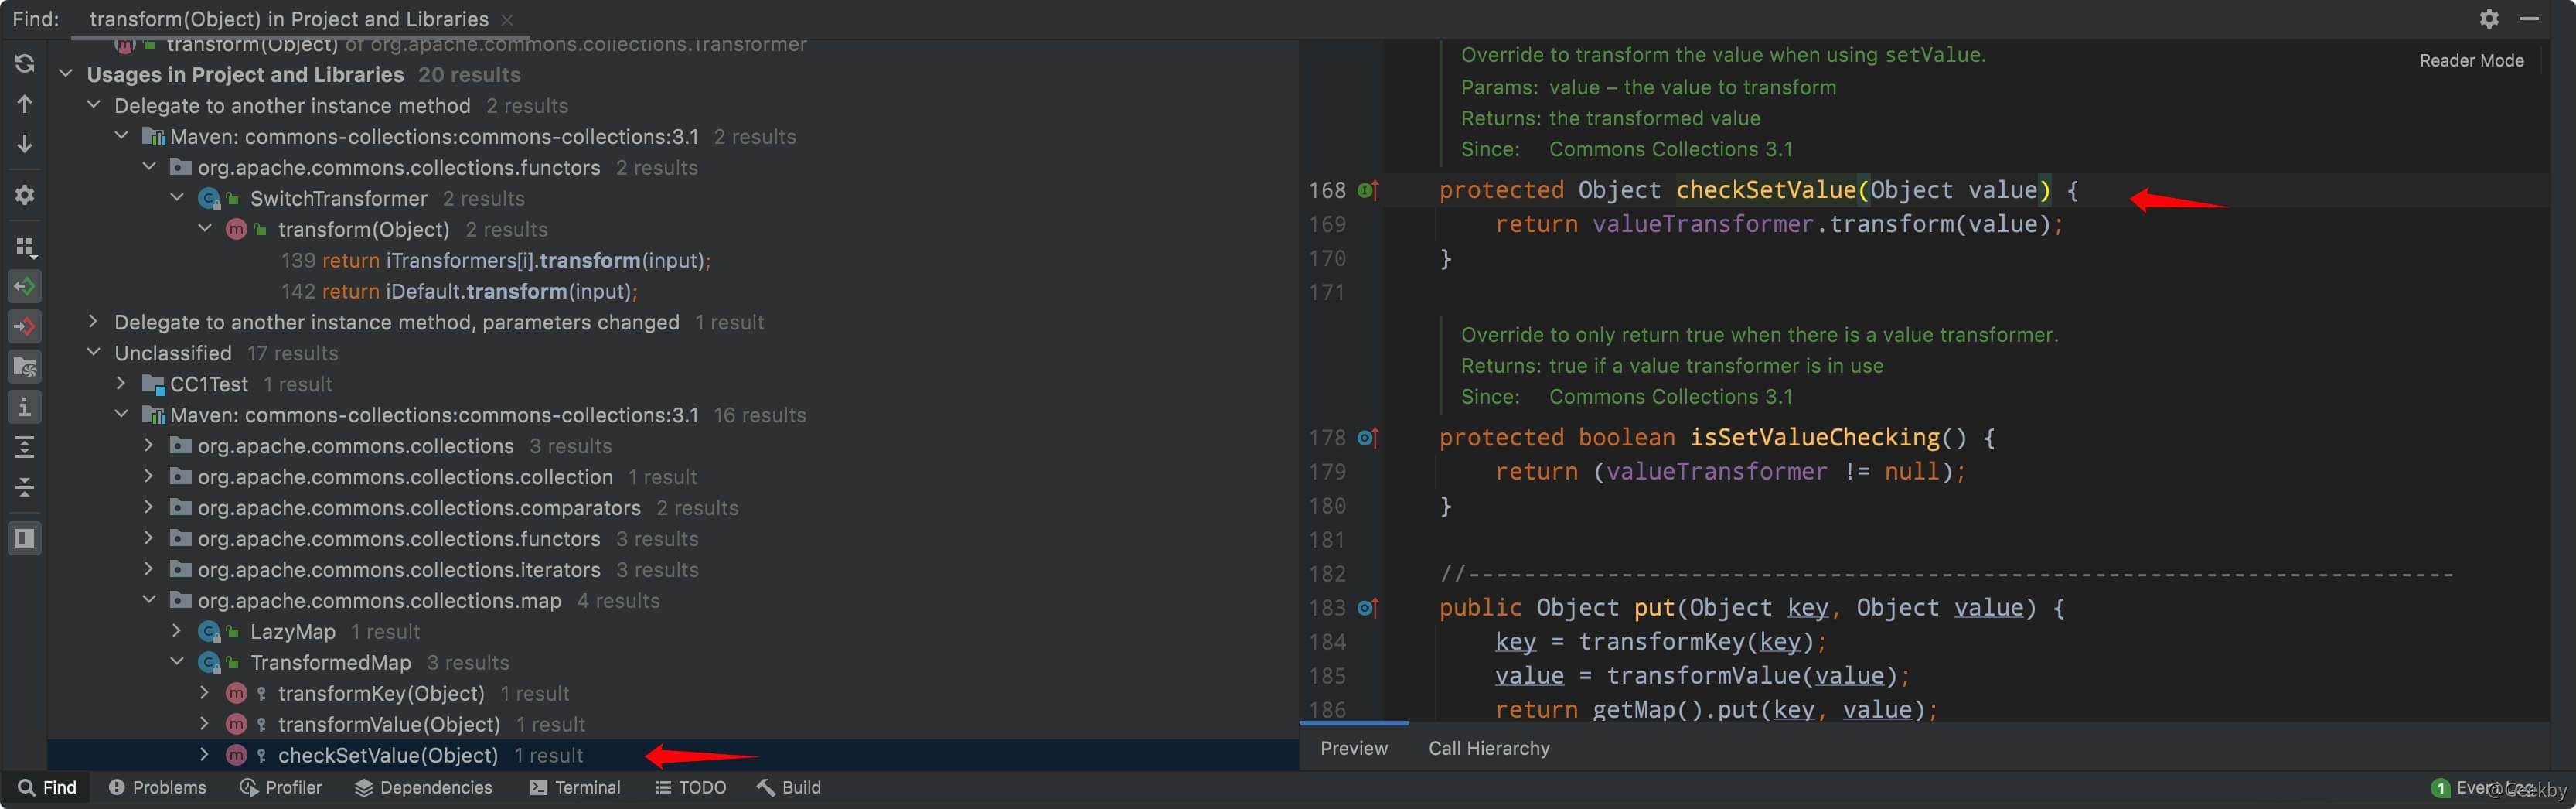 Find: transform(Object) in Project and Libraries
transform(Object) of org.apache.commons.collections.Transformer
Usages in Project and Libraries 20 results
Delegate to another instance method 2 results
Maven: commons-collections:commons-collections:3.1 2 results
org.apache.commons.collections.functors 2 results
SwitchTransformer 2 results
transform(Object) 2 results
139 return iTransformers[i].transform(input);
142 return iDefault.transform(input);
Delegate to another instance method, parameters changed 1 result
Unclassified 17 results
CC1Test 1 result
Maven: commons-collections:commons-collections:3.1 16 results
org.apache.commons.collections 3 results
org.apache.commons.collections.collection 1 result
org.apache.commons.collections.comparators 2 results
org.apache.commons.collections.functors 3 results
org.apache.commons.collections.iterators 3 results
org.apache.commons.collections.map 4 results
LazyMap 1 result
TransformedMap 3 results
transformKey(Object) 1 result
transformValue(Object) 1 result
checkSetValue(Object) 1 result
Reader Mode
Override to transform the value when using setValue.
Params: value – the value to transform
Returns: the transformed value
Since: Commons Collections 3.1
168 protected Object checkSetValue(Object value) {
169 return valueTransformer.transform(value);
170 }
171
Override to only return true when there is a value transformer.
Returns: true if a value transformer is in use
Since: Commons Collections 3.1
178 protected boolean isSetValueChecking() {
179 return (valueTransformer != null);
180 }
181
182 //-----------------------------------------------------------------------
183 public Object put(Object key, Object value) {
184 key = transformKey(key);
185 value = transformValue(value);
186 return getMap().put(key, value);
Preview Call Hierarchy
Find Problems Profiler Dependencies Terminal TODO Build
1 Event Log
@Geekby